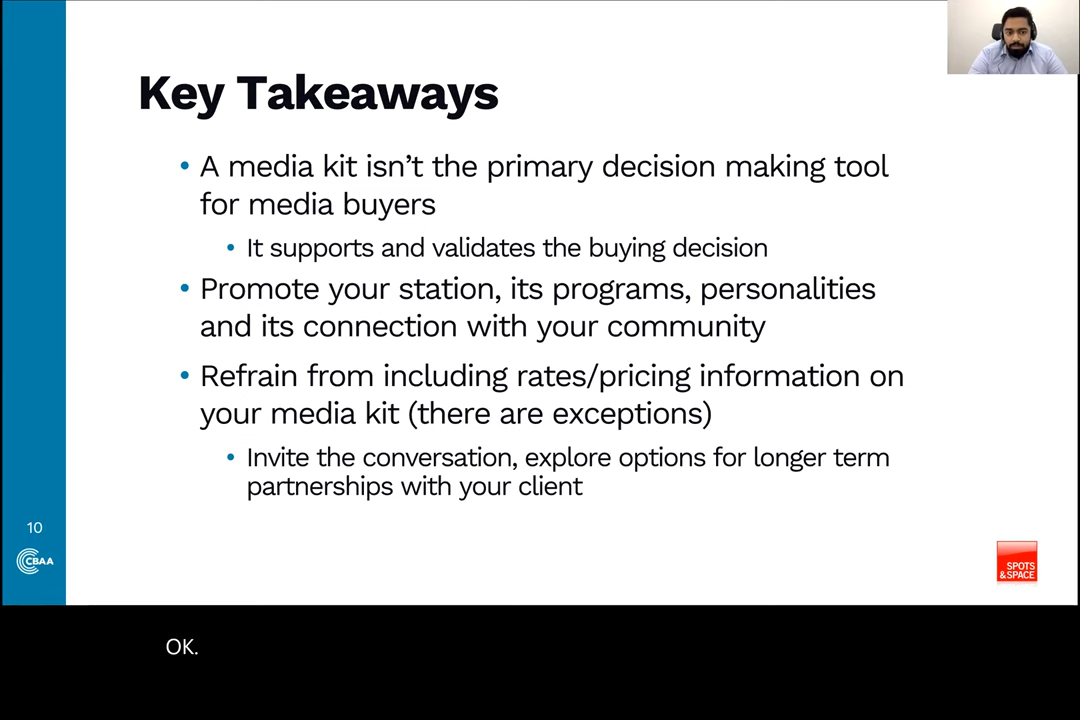 Key Takeaways
• A media kit isn’t the primary decision making tool
for media buyers
• It supports and validates the buying decision
• Promote your station, its programs, personalities
and its connection with your community
• Refrain from including rates/pricing information on
your media kit (there are exceptions)
• Invite the conversation, explore options for longer term
partnerships with your client
10
CBAA
SPOTS
&SPACE
OK.